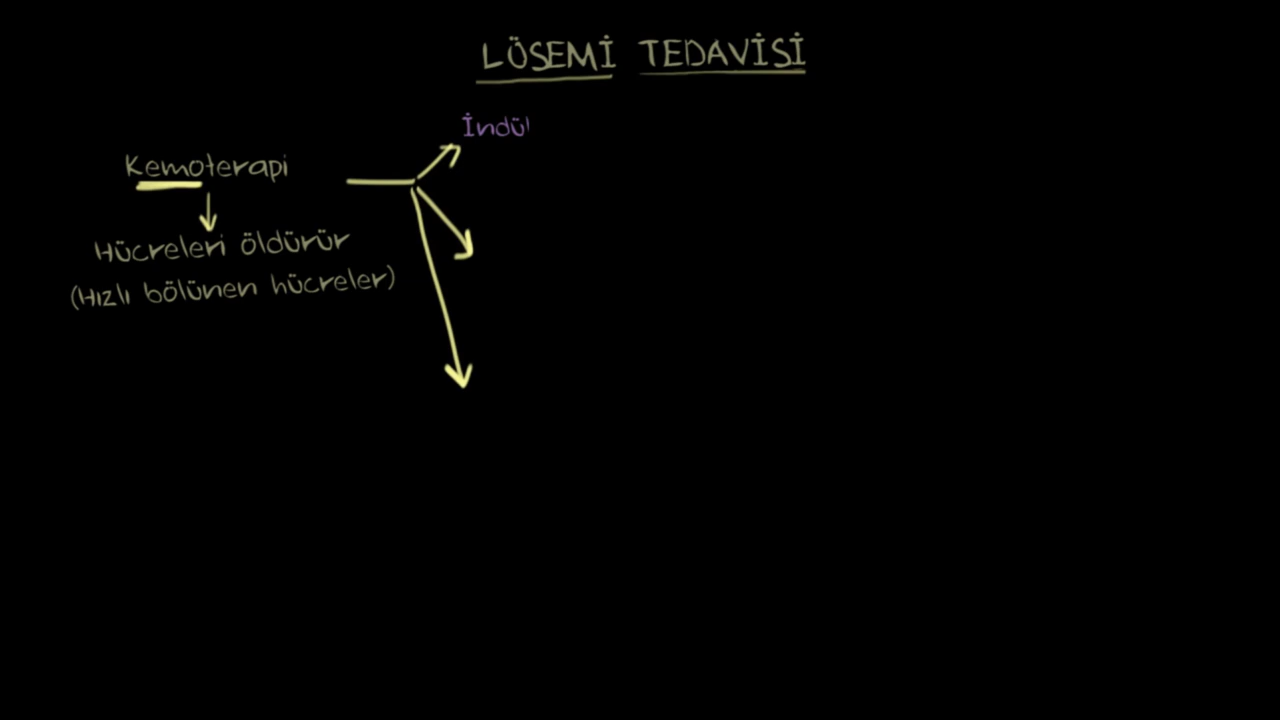 LÖSEMİ TEDAVİSİ
İndü
Kemoterapi
Hücreleri öldürür
(Hızlı bölünen hücreler)